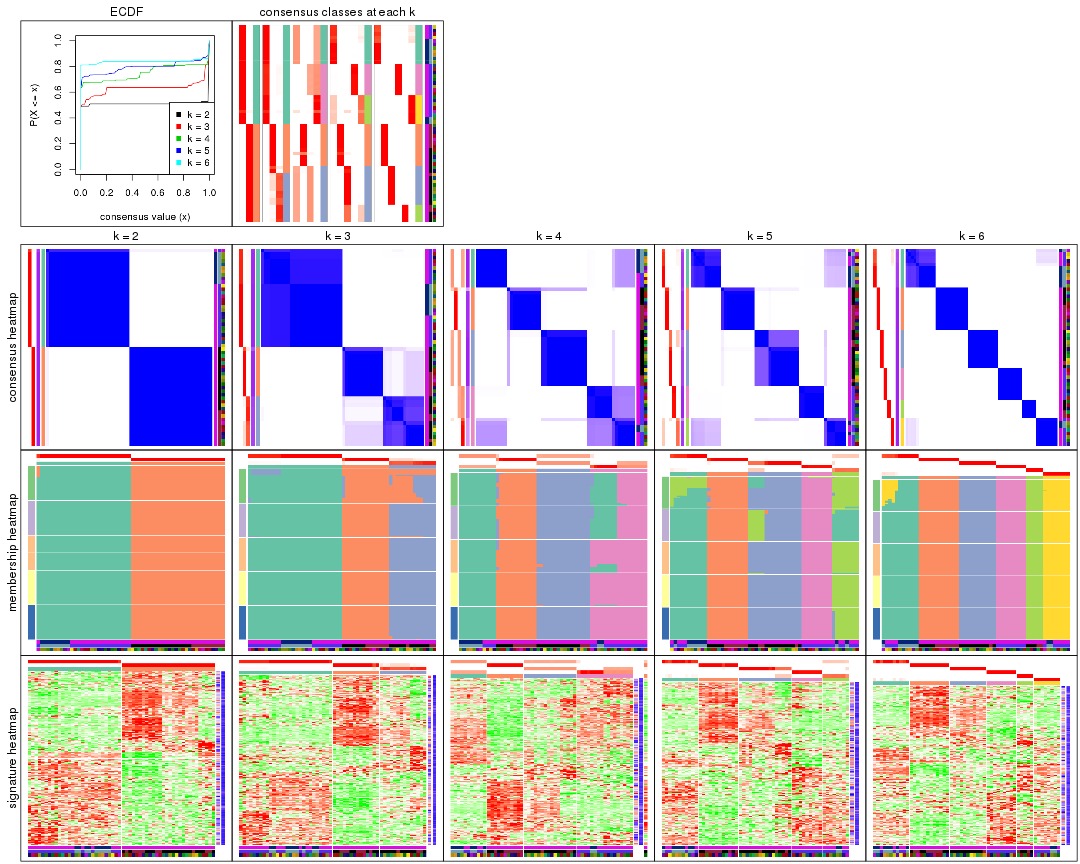 ECDF
consensus classes at each k
P(X <= x)
0.0 0.2 0.4 0.6 0.8 1.0
k = 2
k = 3
k = 4
k = 5
k = 6
0.0 0.2 0.4 0.6 0.8 1.0
consensus value (x)
k = 2 k = 3 k = 4 k = 5 k = 6
consensus heatmap
membership heatmap
signature heatmap